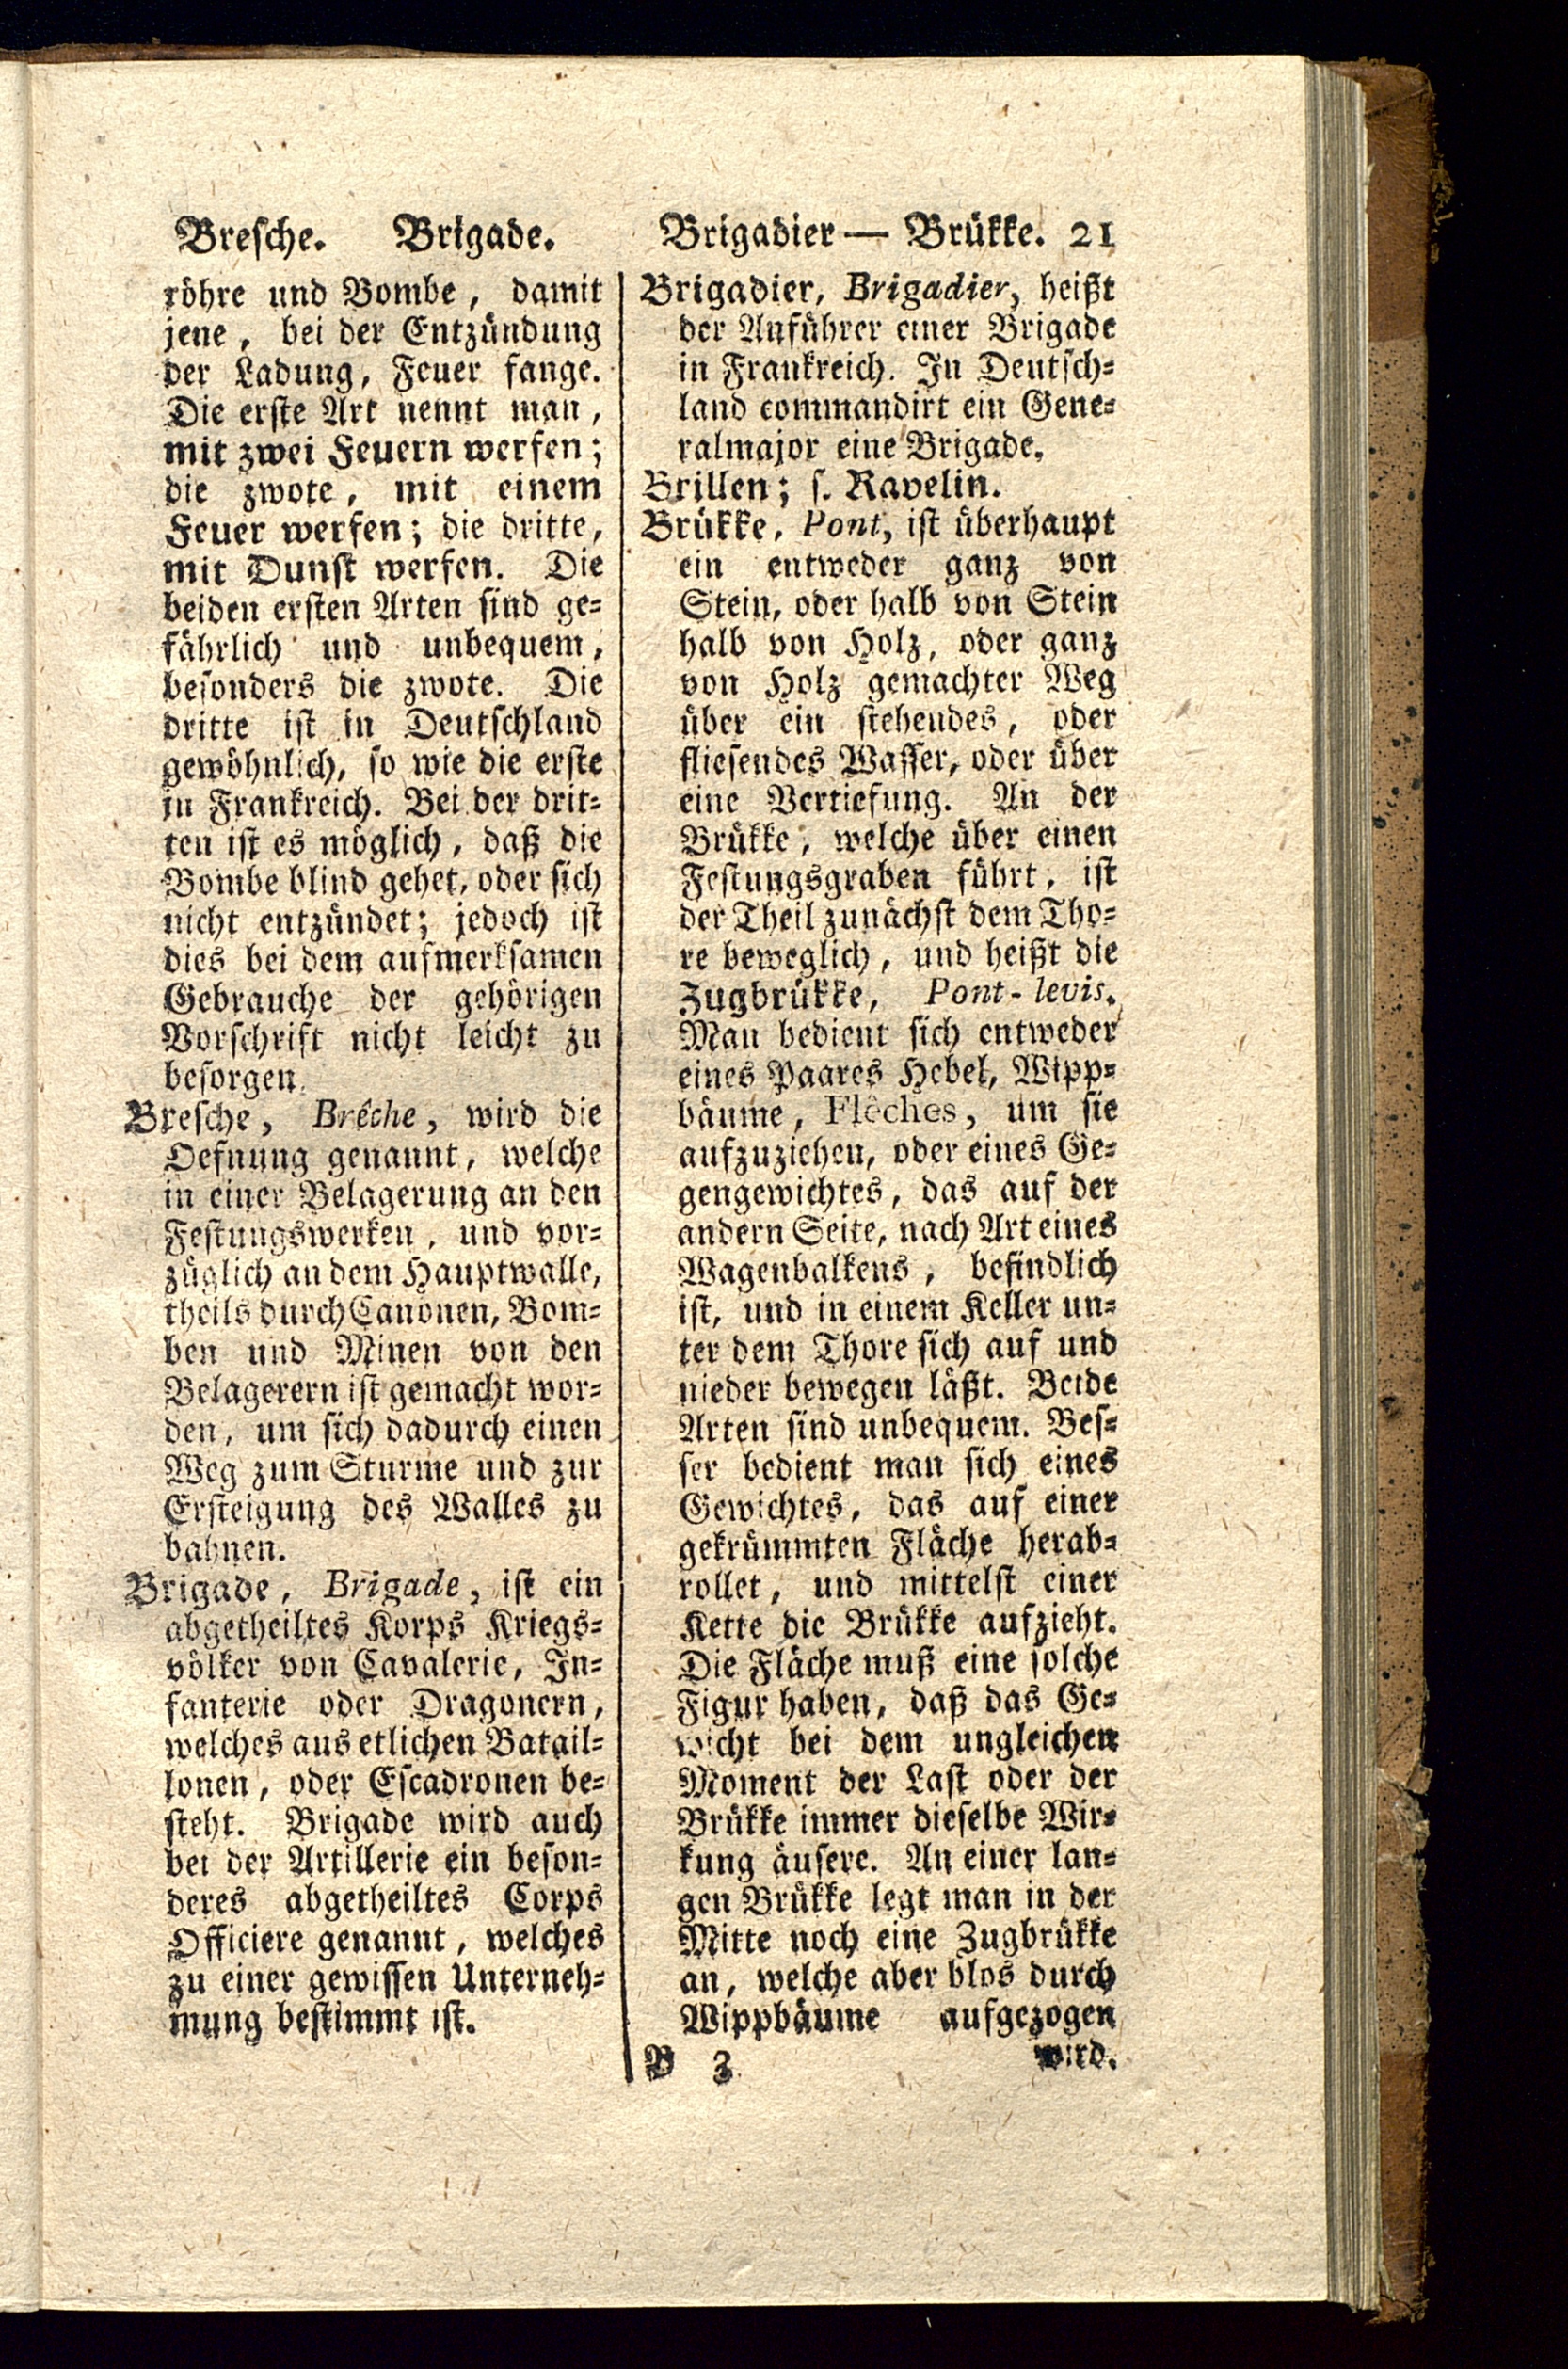 Bresche. Brigade.
röhre und Bombe, damit
jene, bei der Entzündung
der Ladung, Feuer fange.
Die erste Art nennt man,
mit zwei Feuern werfen;
die zwote, mit einem
Feuer werfen; die dritte,
mit Dunst werfen. Die
beiden ersten Arten sind ge-
fährlich und unbequem,
besonders die zwote. Die
dritte ist in Deutschland
gewöhnlich, so wie die erste
in Frankreich. Bei der drit-
ten ist es möglich, daß die
Bombe blind gehet, oder sich
nicht entzündet; jedoch ist
dies bei dem aufmerksamen
Gebrauche der gehörigen
Vorschrift nicht leicht zu
besorgen.
Bresche, Brêche, wird die
Oefnung genannt, welche
in einer Belagerung an den
Festungswerken, und vor-
züglich an dem Hauptwalle,
theils durch Canonen, Bom-
ben und Minen von den
Belagerern ist gemacht wor-
den, um sich dadurch einen
Weg zum Sturme und zur
Ersteigung des Walles zu
bahnen.
Brigade, Brigade, ist ein
abgetheiltes Korps Kriegs-
völker von Cavalerie, In-
fanterie oder Dragonern,
welches aus etlichen Batail-
lonen, oder Escadronen be-
steht. Brigade wird auch
bei der Artillerie ein beson-
deres abgetheiltes Corps
Officiere genannt, welches
zu einer gewissen Unterneh-
mung bestimmt ist.
Brigadier — Brükke. 21
Brigadier, Brigadier, heißt
der Anführer einer Brigade
in Frankreich. In Deutsch-
land commandirt ein Gene-
ralmajor eine Brigade.
Brillen; s. Ravelin.
Brükke, Pont, ist überhaupt
ein entweder ganz von
Stein, oder halb von Stein
halb von Holz, oder ganz
von Holz gemachter Weg
über ein stehendes, oder
fliesendes Wasser, oder über
eine Vertiefung. An der
Brükke, welche über einen
Festungsgraben führt, ist
der Theil zunächst dem Tho-
re beweglich, und heißt die
Zugbrükke, Pont-levis.
Man bedient sich entweder
eines Paares Hebel, Wipp-
bäume, Flêches, um sie
aufzuziehen, oder eines Ge-
gengewichtes, das auf der
andern Seite, nach Art eines
Wagenbalkens, befindlich
ist, und in einem Keller un-
ter dem Thore sich auf und
nieder bewegen läßt. Beide
Arten sind unbequem. Bes-
ser bedient man sich eines
Gewichtes, das auf einer
gekrümmten Fläche herab-
rollet, und mittelst einer
Kette die Brükke aufzieht.
Die Fläche muß eine solche
Figur haben, daß das Ge-
wicht bei dem ungleichen
Moment der Last oder der
Brükke immer dieselbe Wir-
kung äusere. An einer lan-
gen Brükke legt man in der
Mitte noch eine Zugbrükke
an, welche aber blos durch
Wippbäume aufgezogen
B 3 wird.